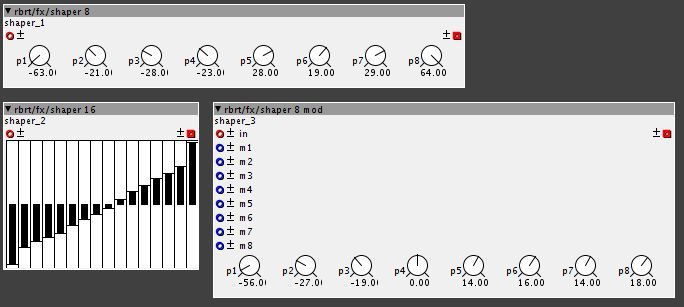 rbrt/fx/shaper 8
shaper_1
± ±
p1 p2 p3 p4 p5 p6 p7 p8
-63.00 -21.00 -28.00 -23.00 28.00 19.00 29.00 64.00
rbrt/fx/shaper 16
shaper_2
± ±
rbrt/fx/shaper 8 mod
shaper_3
± in ±
± m1
± m2
± m3
± m4
± m5
± m6
± m7
± m8
p1 p2 p3 p4 p5 p6 p7 p8
-56.00 -27.00 -19.00 0.00 14.00 16.00 14.00 18.00